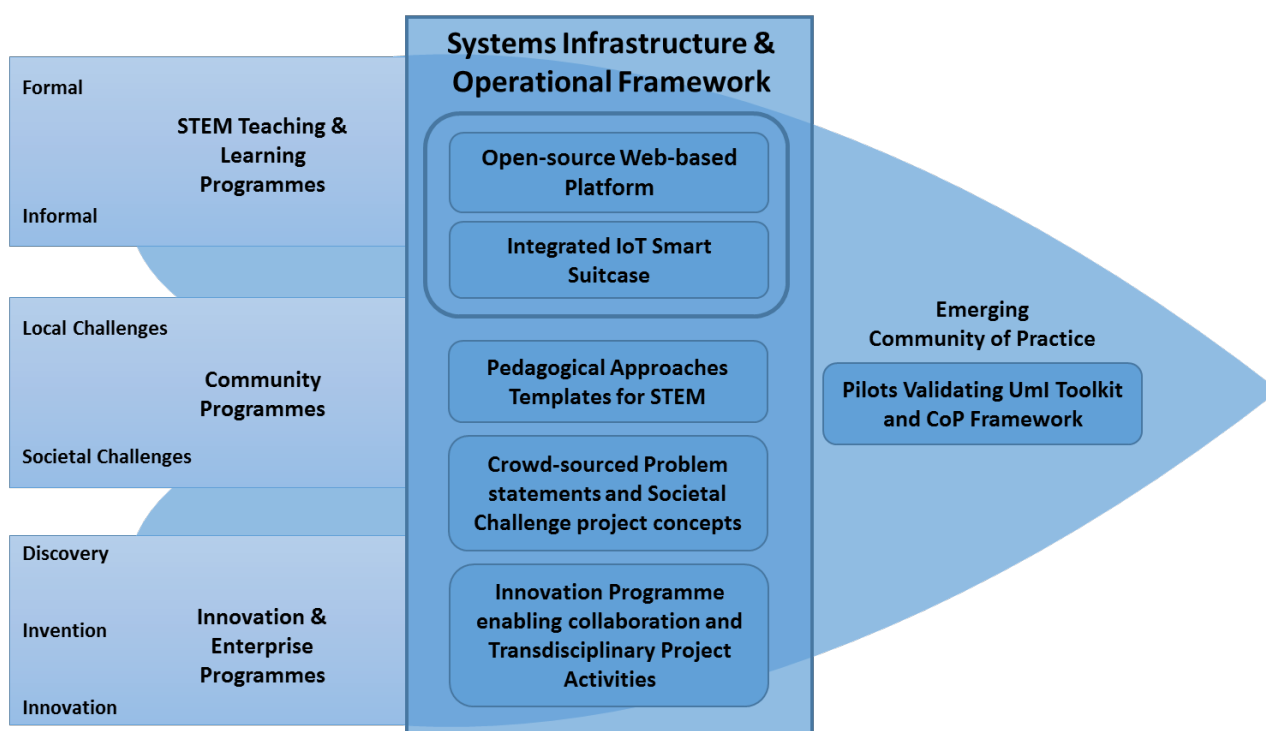 Systems Infrastructure &
Operational Framework
Formal
STEM Teaching &
Learning
Programmes
Informal
Local Challenges
Community
Programmes
Societal Challenges
Discovery
Invention
Innovation &
Enterprise
Programmes
Innovation
Open-source Web-based
Platform
Integrated IoT Smart
Suitcase
Pedagogical Approaches
Templates for STEM
Crowd-sourced Problem
statements and Societal
Challenge project concepts
Innovation Programme
enabling collaboration and
Transdisciplinary Project
Activities
Emerging
Community of Practice
Pilots Validating UmI Toolkit
and CoP Framework